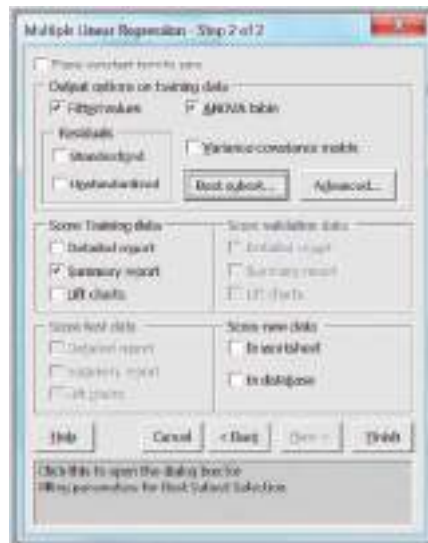 Multiple Linear Regression - Step 2 of 2
Force constant term to zero
Output options on training data
Fitted values
ANOVA table
Residuals
Standardized
Unstandardized
Variance-covariance matrix
Best subset...
Advanced...
Score training data
Detailed report
Summary report
Lift charts
Score validation data
Detailed report
Summary report
Lift charts
Score test data
Detailed report
Summary report
Lift charts
Score new data
In worksheet
In database
Help
Cancel
< Back
Next >
Finish
Click this to open the dialog box for
filling parameters for Best Subset Selection